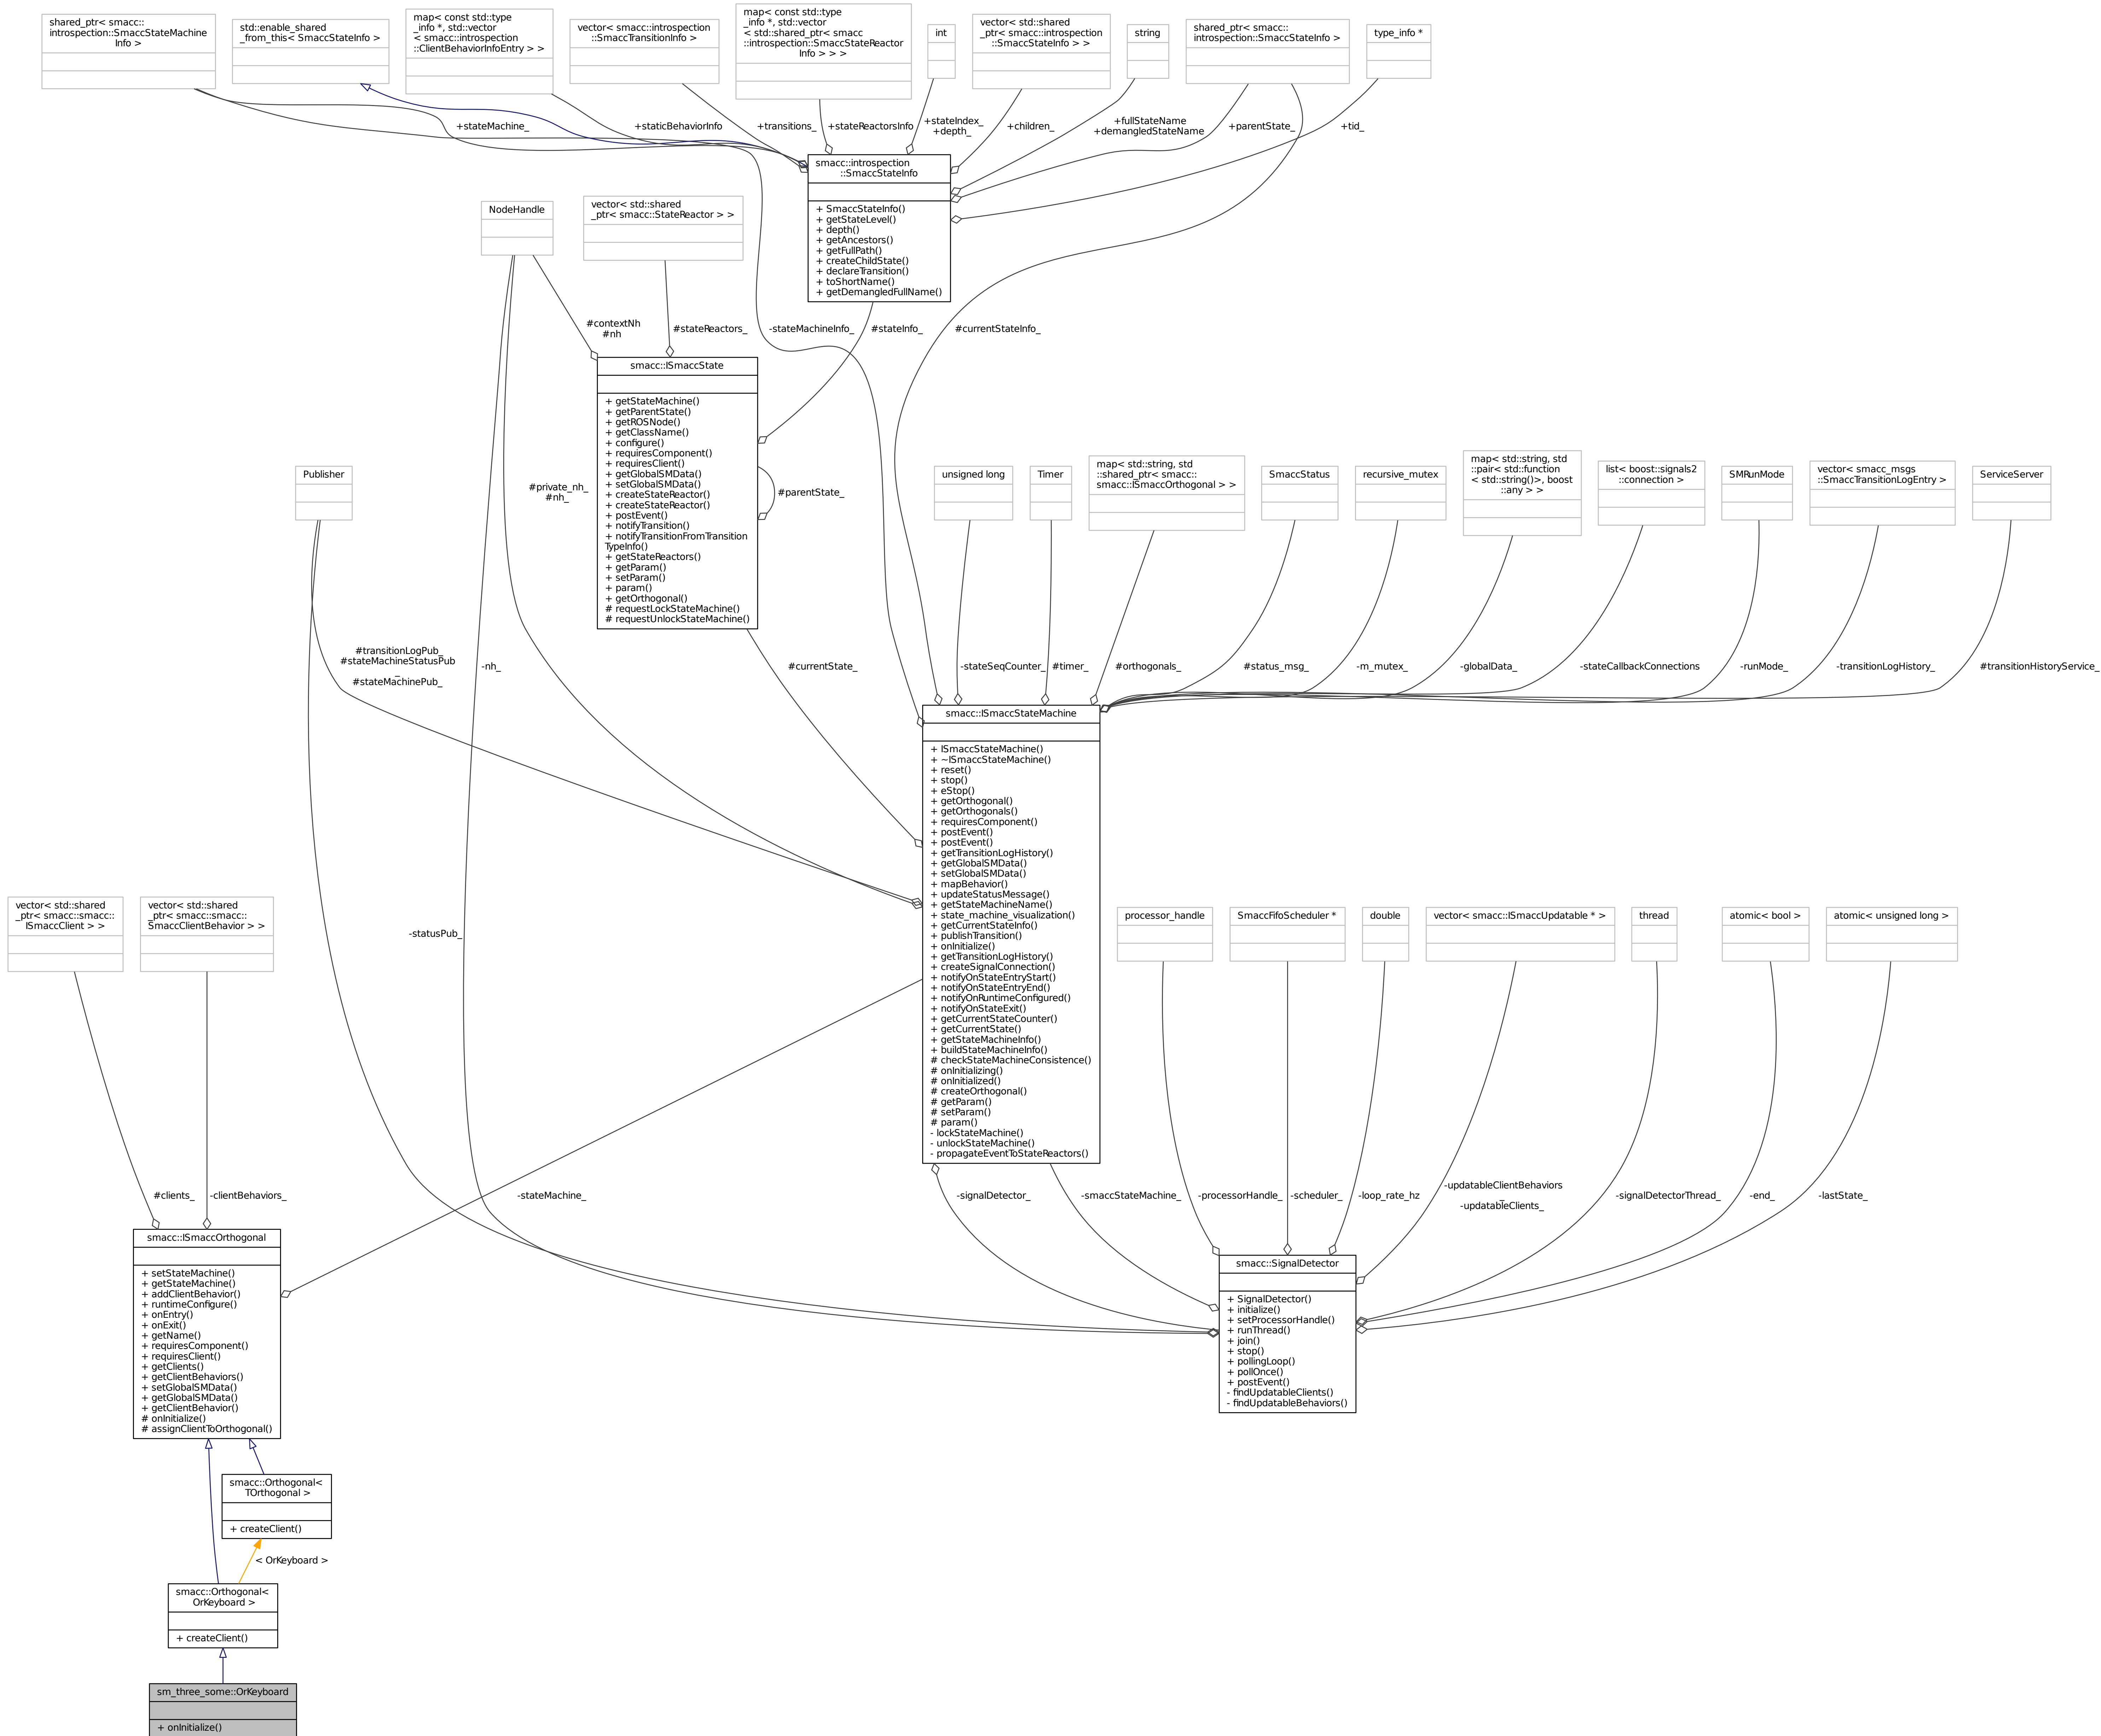 shared_ptr< smacc::
introspection::SmaccStateMachine
Info >
std::enable_shared
_from_this< SmaccStateInfo >
map< const std::type
_info *, std::vector
< smacc::introspection
::ClientBehaviorInfoEntry > >
vector< smacc::introspection
::SmaccTransitionInfo >
map< const std::type
_info *, std::vector
< std::shared_ptr< smacc
::introspection::SmaccStateReactor
Info > > >
int
vector< std::shared
_ptr< smacc::introspection
::SmaccStateInfo > >
string
shared_ptr< smacc::
introspection::SmaccStateInfo >
type_info *
+stateMachine_
+staticBehaviorInfo
+transitions_
+stateReactorsInfo
+stateIndex_
+depth_
+children_
+fullStateName
+demangledStateName
+parentState_
+tid_
smacc::introspection
::SmaccStateInfo
+ SmaccStateInfo()
+ getStateLevel()
+ depth()
+ getAncestors()
+ getFullPath()
+ createChildState()
+ declareTransition()
+ toShortName()
+ getDemangledFullName()
NodeHandle
vector< std::shared
_ptr< smacc::StateReactor > >
#contextNh
#nh
#stateReactors_
-stateMachineInfo_
#stateInfo_
#currentStateInfo_
smacc::ISmaccState
+ getStateMachine()
+ getParentState()
+ getROSNode()
+ getClassName()
+ configure()
+ requiresComponent()
+ requiresClient()
+ getGlobalSMData()
+ setGlobalSMData()
+ createStateReactor()
+ createStateReactor()
+ postEvent()
+ notifyTransition()
+ notifyTransitionFromTransition
TypeInfo()
+ getStateReactors()
+ getParam()
+ setParam()
+ param()
+ getOrthogonal()
# requestLockStateMachine()
# requestUnlockStateMachine()
#parentState_
Publisher
#private_nh_
#nh_
unsigned long
Timer
map< std::string, std
::shared_ptr< smacc::
smacc::ISmaccOrthogonal > >
SmaccStatus
recursive_mutex
map< std::string, std
::pair< std::function
< std::string()>, boost
::any > >
list< boost::signals2
::connection >
SMRunMode
vector< smacc_msgs
::SmaccTransitionLogEntry >
ServiceServer
#transitionLogPub_
#stateMachineStatusPub
_
#stateMachinePub_
-nh_
#currentState_
-stateSeqCounter_
#timer_
#orthogonals_
#status_msg_
-m_mutex_
-globalData_
-stateCallbackConnections
-runMode_
-transitionLogHistory_
#transitionHistoryService_
smacc::ISmaccStateMachine
+ ISmaccStateMachine()
+ ~ISmaccStateMachine()
+ reset()
+ stop()
+ eStop()
+ getOrthogonal()
+ getOrthogonals()
+ requiresComponent()
+ postEvent()
+ postEvent()
+ getTransitionLogHistory()
+ getGlobalSMData()
+ setGlobalSMData()
+ mapBehavior()
+ updateStatusMessage()
+ getStateMachineName()
+ state_machine_visualization()
+ getCurrentStateInfo()
+ publishTransition()
+ onInitialize()
+ getTransitionLogHistory()
+ createSignalConnection()
+ notifyOnStateEntryStart()
+ notifyOnStateEntryEnd()
+ notifyOnRuntimeConfigured()
+ notifyOnStateExit()
+ getCurrentStateCounter()
+ getCurrentState()
+ getStateMachineInfo()
+ buildStateMachineInfo()
# checkStateMachineConsistence()
# onInitializing()
# onInitialized()
# createOrthogonal()
# getParam()
# setParam()
# param()
- lockStateMachine()
- unlockStateMachine()
- propagateEventToStateReactors()
vector< std::shared
_ptr< smacc::smacc::
ISmaccClient > >
vector< std::shared
_ptr< smacc::smacc::
SmaccClientBehavior > >
-statusPub_
processor_handle
SmaccFifoScheduler *
double
vector< smacc::ISmaccUpdatable * >
thread
atomic< bool >
atomic< unsigned long >
#clients_
-clientBehaviors_
-stateMachine_
-signalDetector_
-smaccStateMachine_
-processorHandle_
-scheduler_
-loop_rate_hz
-updatableClientBehaviors
_
-updatableClients_
-signalDetectorThread_
-end_
-lastState_
smacc::ISmaccOrthogonal
+ setStateMachine()
+ getStateMachine()
+ addClientBehavior()
+ runtimeConfigure()
+ onEntry()
+ onExit()
+ getName()
+ requiresComponent()
+ requiresClient()
+ getClients()
+ getClientBehaviors()
+ setGlobalSMData()
+ getGlobalSMData()
+ getClientBehavior()
# onInitialize()
# assignClientToOrthogonal()
smacc::SignalDetector
+ SignalDetector()
+ initialize()
+ setProcessorHandle()
+ runThread()
+ join()
+ stop()
+ pollingLoop()
+ pollOnce()
+ postEvent()
- findUpdatableClients()
- findUpdatableBehaviors()
smacc::Orthogonal<
TOrthogonal >
+ createClient()
< OrKeyboard >
smacc::Orthogonal<
OrKeyboard >
+ createClient()
sm_three_some::OrKeyboard
+ onInitialize()